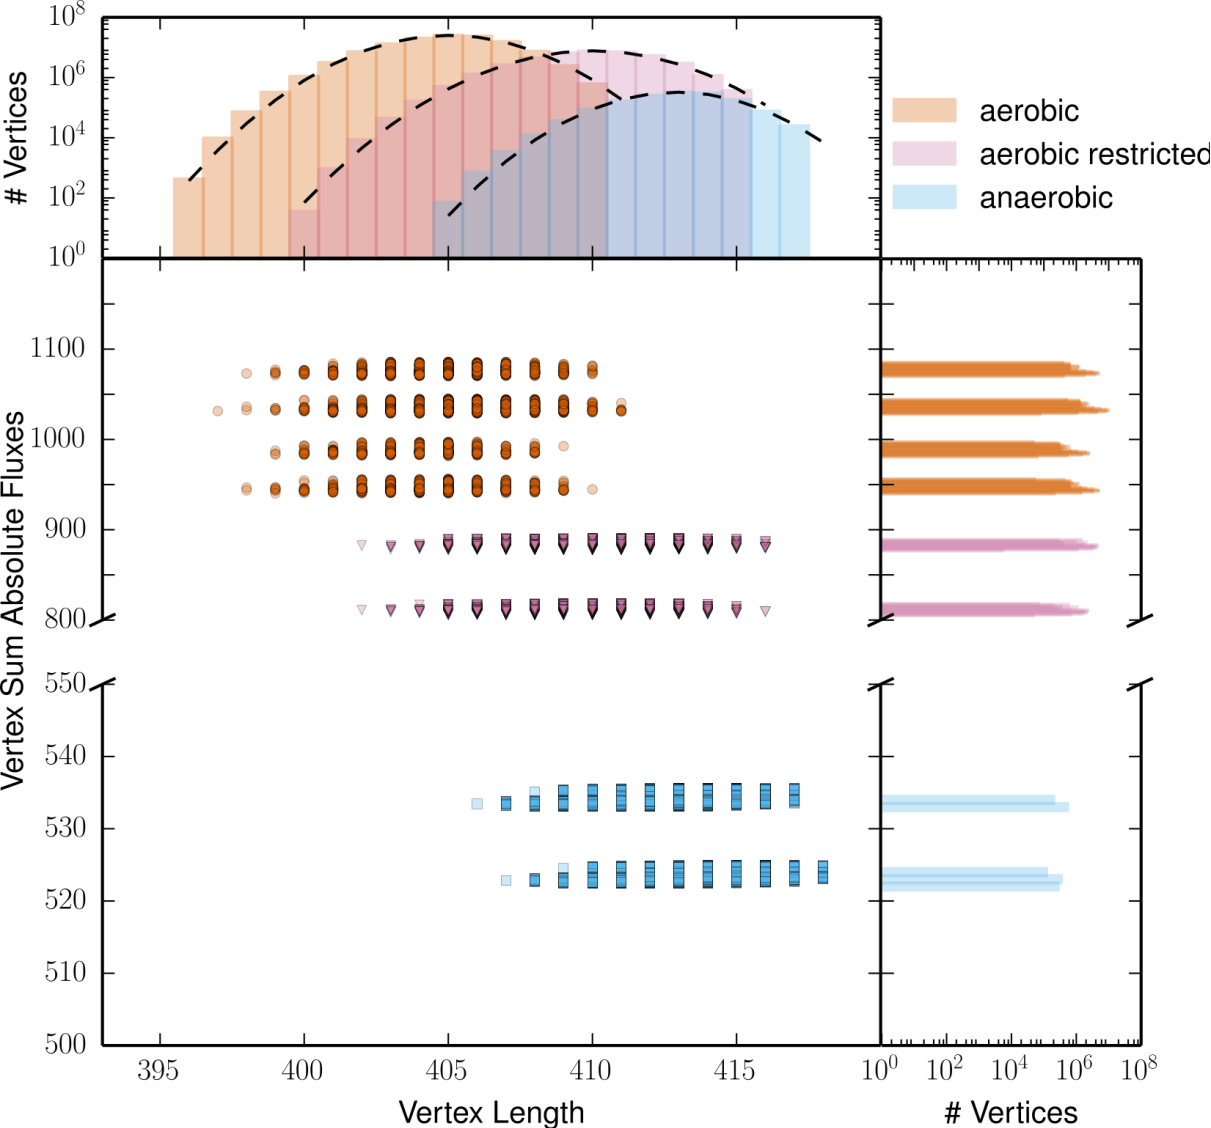 10^8
10^6
10^4
10^2
10^0
# Vertices
aerobic
aerobic restricted
anaerobic
1100
1000
900
800
550
540
530
520
510
500
Vertex Sum Absolute Fluxes
395 400 405 410 415
Vertex Length
10^0 10^2 10^4 10^6 10^8
# Vertices